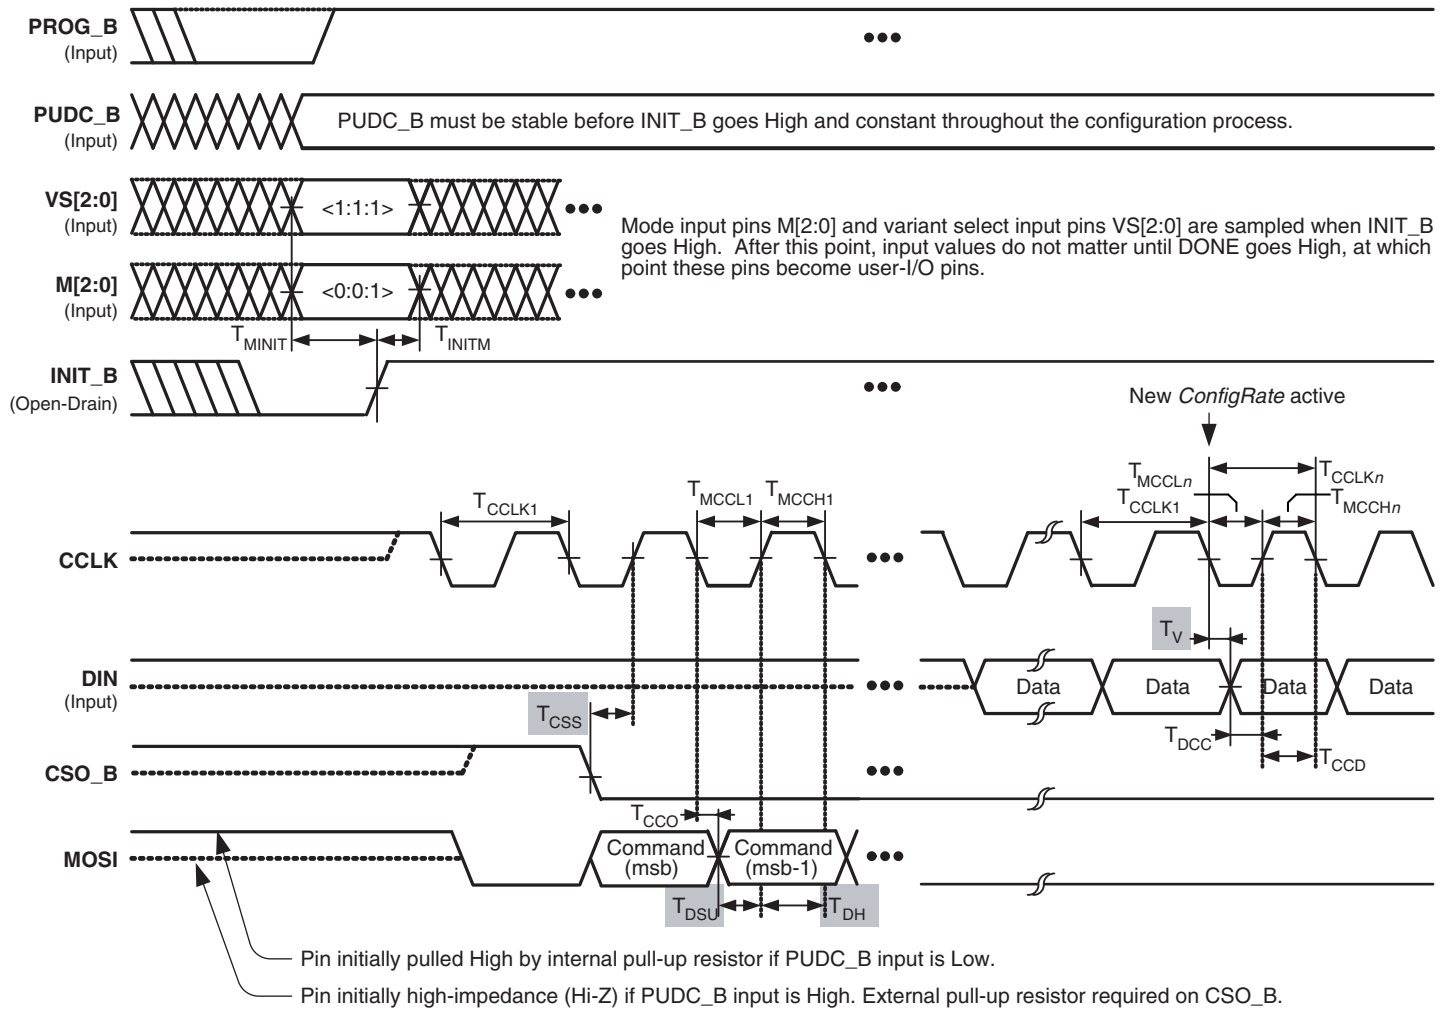 PROG_B
(Input)
PUDC_B
(Input)
PUDC_B must be stable before INIT_B goes High and constant throughout the configuration process.
VS[2:0]
(Input)
<1:1:1>
Mode input pins M[2:0] and variant select input pins VS[2:0] are sampled when INIT_B
goes High. After this point, input values do not matter until DONE goes High, at which
point these pins become user-I/O pins.
M[2:0]
(Input)
<0:0:1>
TMINIT
TINITM
INIT_B
(Open-Drain)
New ConfigRate active
TCCLK1
TMCCL1
TMCCH1
TMCCLn
TCCLKn
TCCLK1
TMCCHn
CCLK
TV
DIN
(Input)
Data
Data
Data
Data
TCSS
TDCC
TCCD
CSO_B
TCCO
MOSI
Command
(msb)
Command
(msb-1)
TDSU
TDH
Pin initially pulled High by internal pull-up resistor if PUDC_B input is Low.
Pin initially high-impedance (Hi-Z) if PUDC_B input is High. External pull-up resistor required on CSO_B.